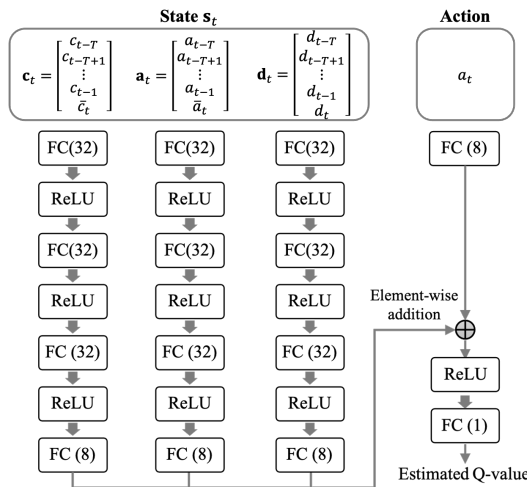 State s_t
Action
c_t = [c_{t-T} c_{t-T+1} ⋮ c_{t-1} c̄_t]
a_t = [a_{t-T} a_{t-T+1} ⋮ a_{t-1} ā_t]
d_t = [d_{t-T} d_{t-T+1} ⋮ d_{t-1} d_t]
a_t
FC(32) FC(32) FC(32) FC (8)
ReLU ReLU ReLU
FC(32) FC(32) FC(32)
ReLU ReLU ReLU
Element-wise
addition
FC (32) FC (32) FC (32)
ReLU
ReLU ReLU ReLU
FC (1)
FC (8) FC (8) FC (8)
Estimated Q-value